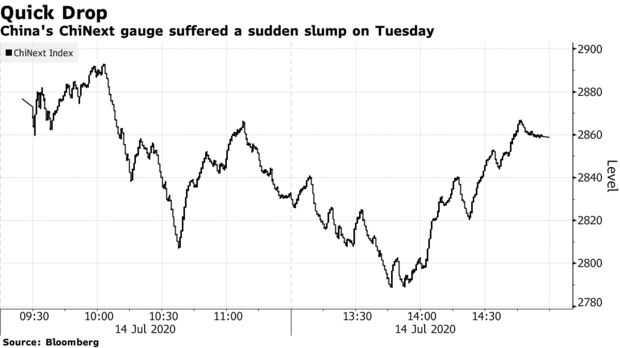 Quick Drop
China's ChiNext gauge suffered a sudden slump on Tuesday
ChiNext Index
2900
2880
2860
2840
2820
2800
2780
Level
09:30 10:00 10:30 11:00 13:30 14:00 14:30
14 Jul 2020 14 Jul 2020
Source: Bloomberg